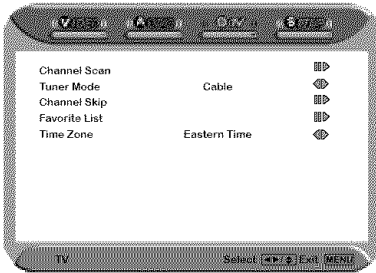 Channel Scan
Tuner Mode Cable
Channel Skip
Favorite List
Time Zone Eastern Time
TV Select Exit MENU